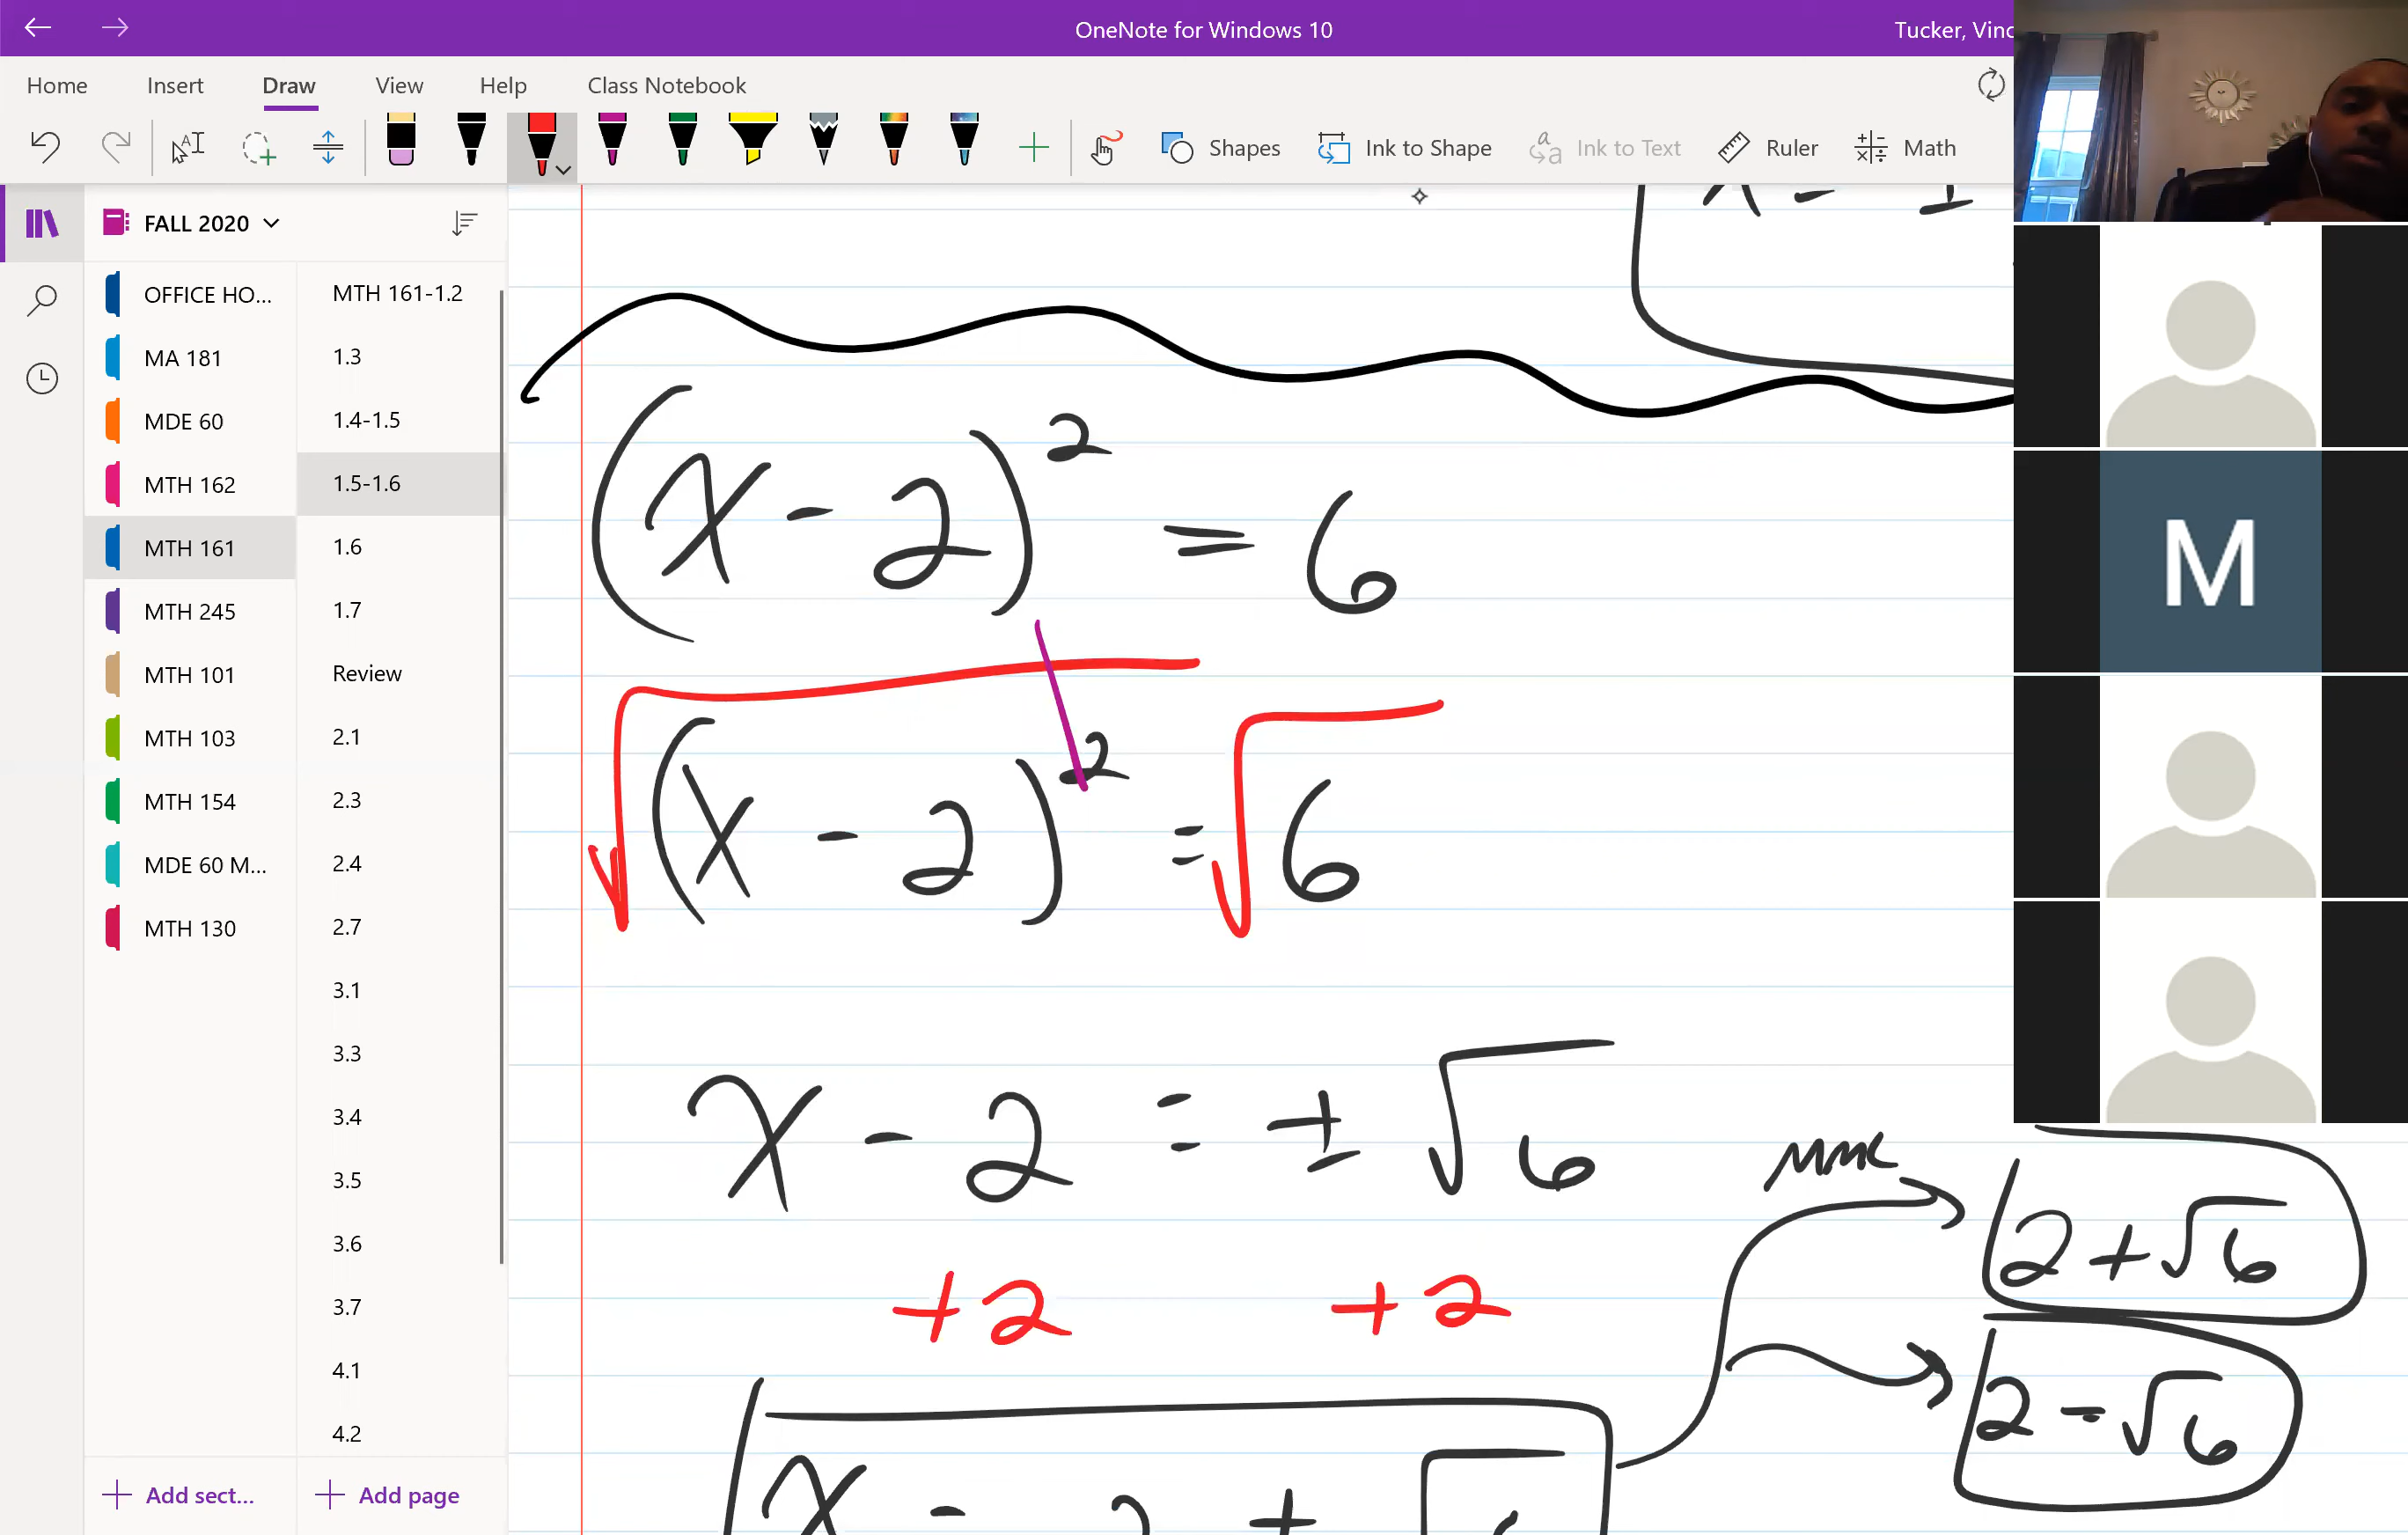 OneNote for Windows 10
Tucker, Vinc
Home Insert Draw View Help Class Notebook
Shapes Ink to Shape Ink to Text Ruler Math
FALL 2020
OFFICE HO...
MA 181
MDE 60
MTH 162
MTH 161
MTH 245
MTH 101
MTH 103
MTH 154
MDE 60 M...
MTH 130
Add sect...
MTH 161-1.2
1.3
1.4-1.5
1.5-1.6
1.6
1.7
Review
2.1
2.3
2.4
2.7
3.1
3.3
3.4
3.5
3.6
3.7
4.1
4.2
Add page
(x - 2)² = 6
√(x - 2)² = √6
x - 2 = ± √6
+2 +2
MML
2 + √6
2 - √6
M